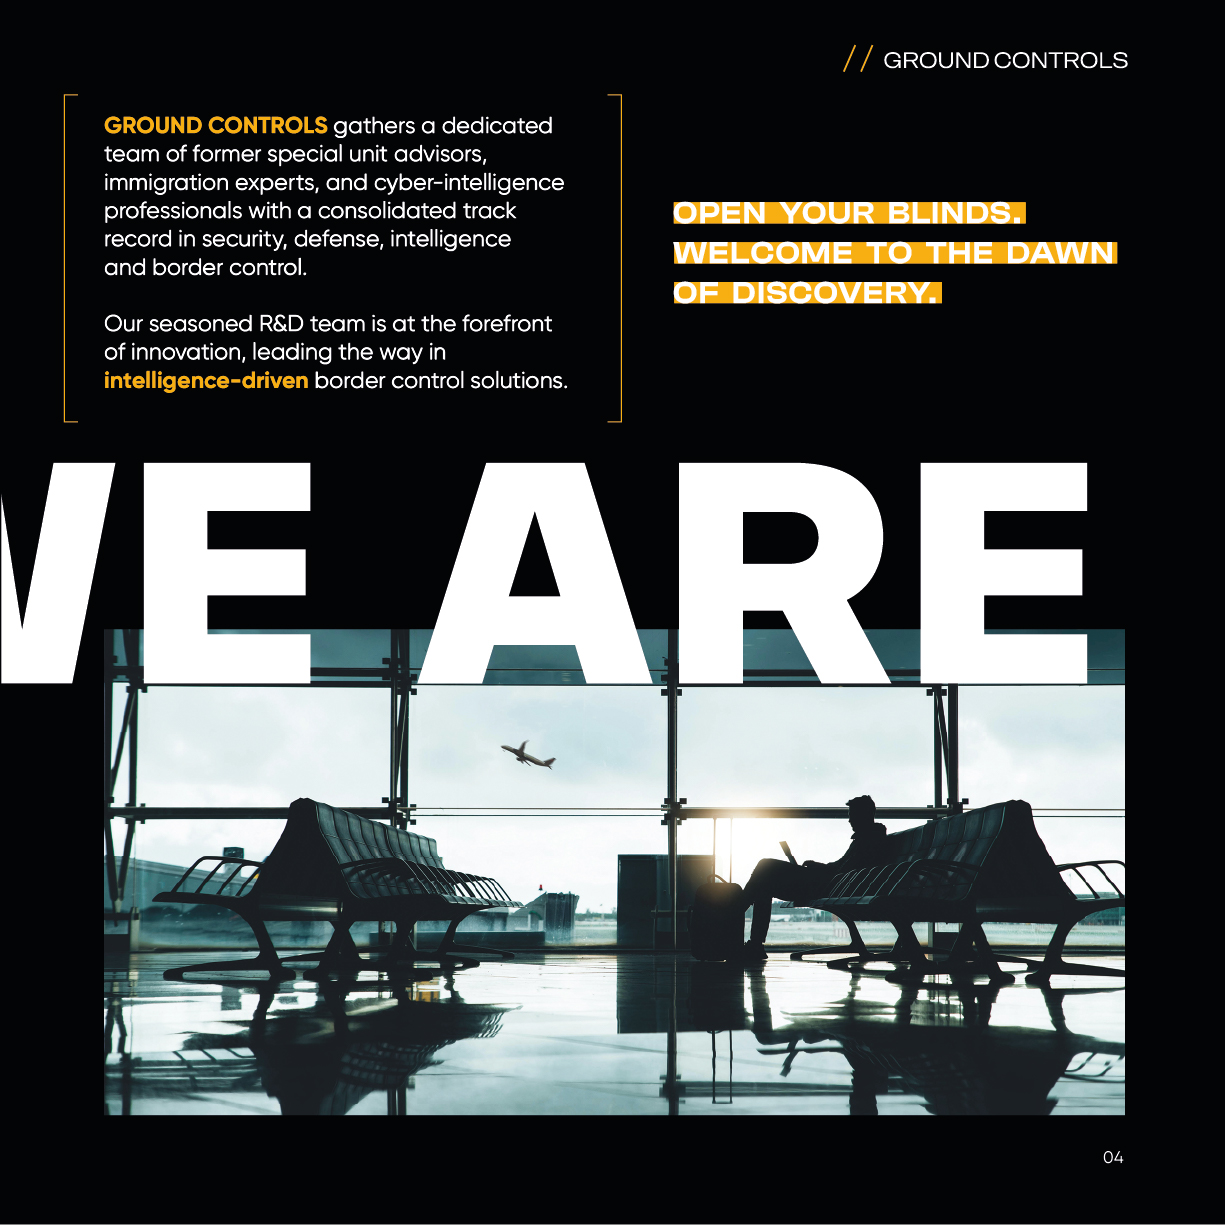 // GROUND CONTROLS
GROUND CONTROLS gathers a dedicated
team of former special unit advisors,
immigration experts, and cyber-intelligence
professionals with a consolidated track
record in security, defense, intelligence
and border control.
Our seasoned R&D team is at the forefront
of innovation, leading the way in
intelligence-driven border control solutions.
OPEN YOUR BLINDS.
WELCOME TO THE DAWN
OF DISCOVERY.
WE ARE
04